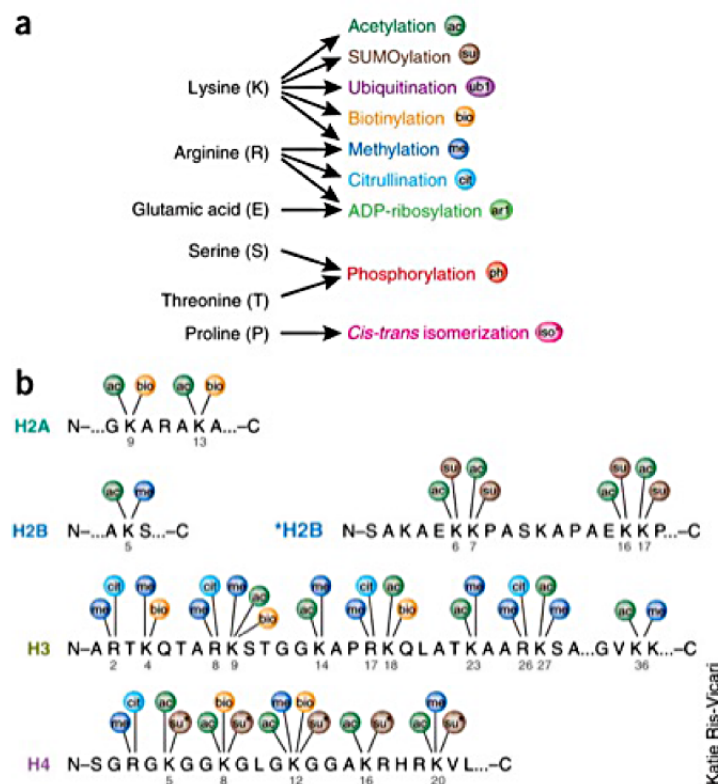 a
Acetylation ac
SUMOylation su
Lysine (K)
Ubiquitination ub1
Biotinylation bio
Arginine (R)
Methylation me
Citrullination cit
Glutamic acid (E)
ADP-ribosylation ar1
Serine (S)
Phosphorylation ph
Threonine (T)
Proline (P)
Cis-trans isomerization iso*
b
ac bio ac bio
H2A N–...G K A R A K A...–C
9 13
ac me
H2B N–...A K S...–C
5
su ac su ac
ac su ac su
*H2B N–S A K A E K K P A S K A P A E K K P...–C
6 7 16 17
cit me cit me ac me cit ac me cit ac ac me
me bio me bio ac me bio ac me me
H3 N–A R T K Q T A R K S T G G K A P R K Q L A T K A A R K S A...G V K K...–C
2 4 8 9 14 17 18 23 26 27 36
cit ac bio me bio ac me
me su* ac su* ac su* su* ac su*
H4 N–S G R G K G G K G L G K G G A K R H R K V L...–C
5 8 12 16 20
Katie Ris-Vicari